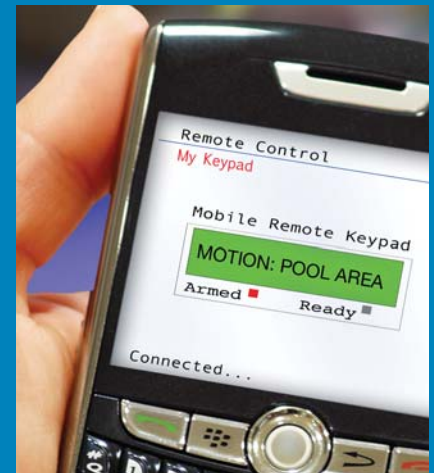 Remote Control
My Keypad
Mobile Remote Keypad
MOTION: POOL AREA
Armed
Ready
Connected...